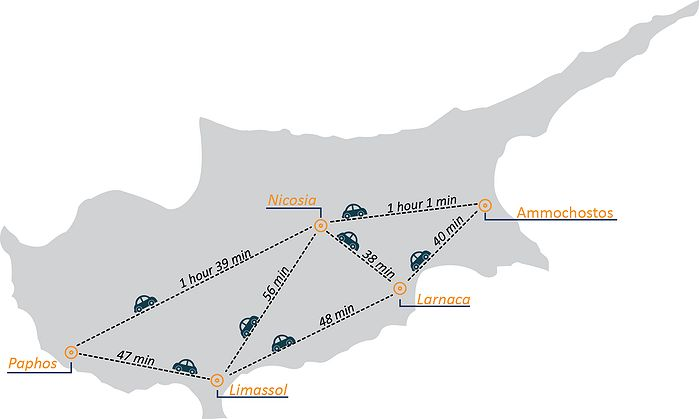 Nicosia
1 hour 1 min
Ammochostos
40 min
38 min
1 hour 39 min
56 min
Larnaca
48 min
47 min
Paphos
Limassol